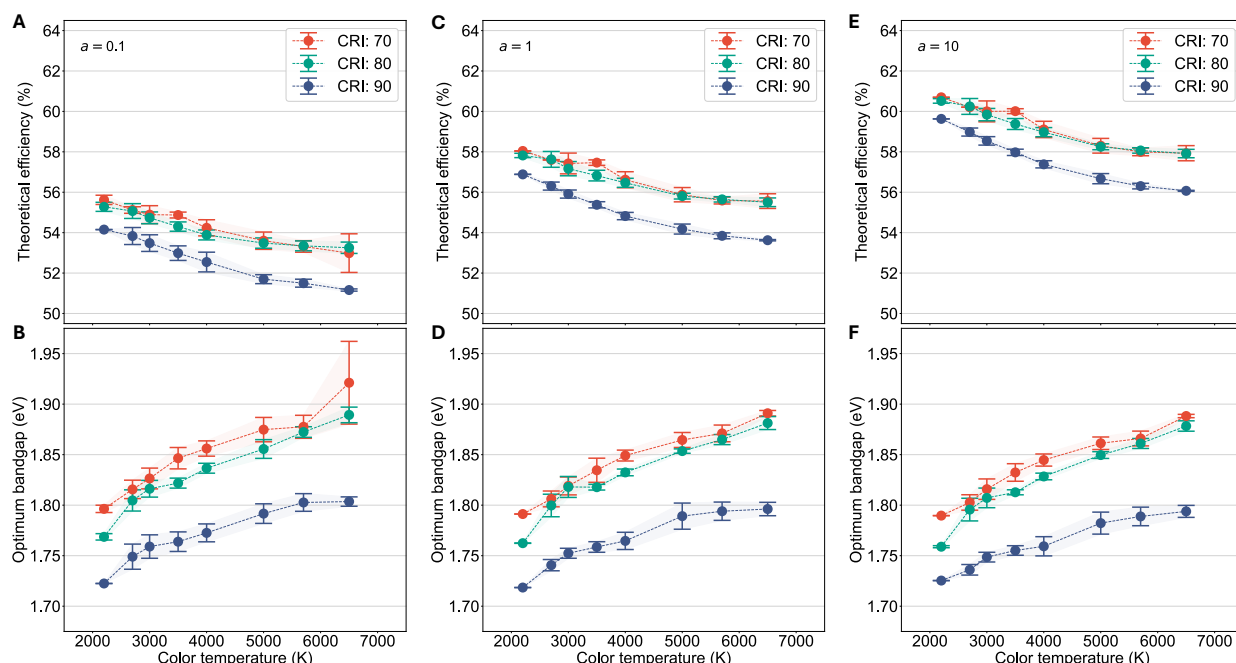 A
64
62
60
58
56
54
52
50
Theoretical efficiency (%)
a = 0.1
CRI: 70
CRI: 80
CRI: 90
C
64
62
60
58
56
54
52
50
Theoretical efficiency (%)
a = 1
CRI: 70
CRI: 80
CRI: 90
E
64
62
60
58
56
54
52
50
Theoretical efficiency (%)
a = 10
CRI: 70
CRI: 80
CRI: 90
B
1.95
1.90
1.85
1.80
1.75
1.70
Optimum bandgap (eV)
2000 3000 4000 5000 6000 7000
Color temperature (K)
D
1.95
1.90
1.85
1.80
1.75
1.70
Optimum bandgap (eV)
2000 3000 4000 5000 6000 7000
Color temperature (K)
F
1.95
1.90
1.85
1.80
1.75
1.70
Optimum bandgap (eV)
2000 3000 4000 5000 6000 7000
Color temperature (K)